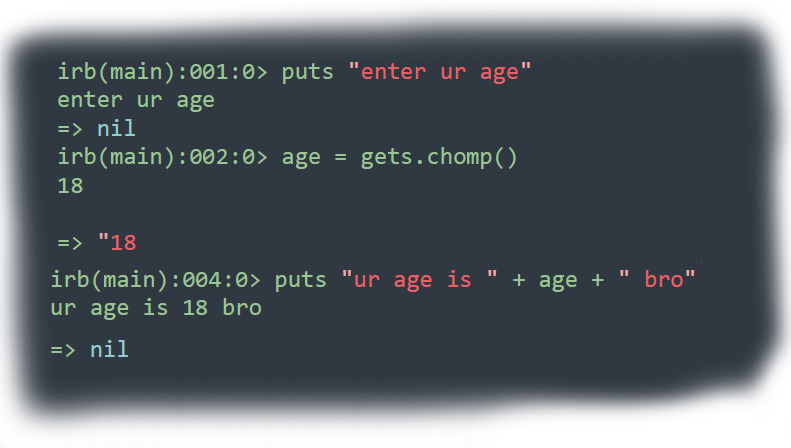 irb(main):001:0> puts "enter ur age"
enter ur age
=> nil
irb(main):002:0> age = gets.chomp()
18
=> "18
irb(main):004:0> puts "ur age is " + age + " bro"
ur age is 18 bro
=> nil